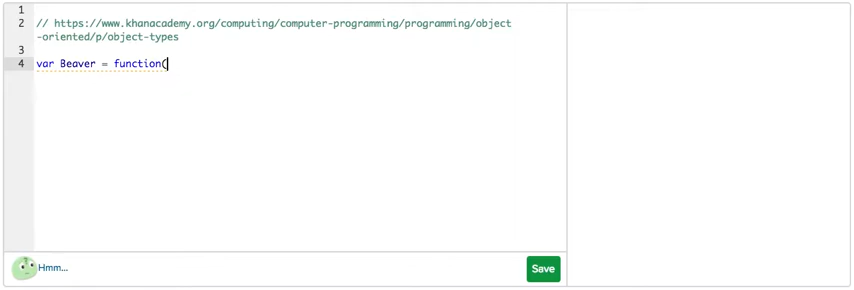 1
2 // https://www.khanacademy.org/computing/computer-programming/programming/object
-oriented/p/object-types
3
4 var Beaver = function(
Hmm...
Save